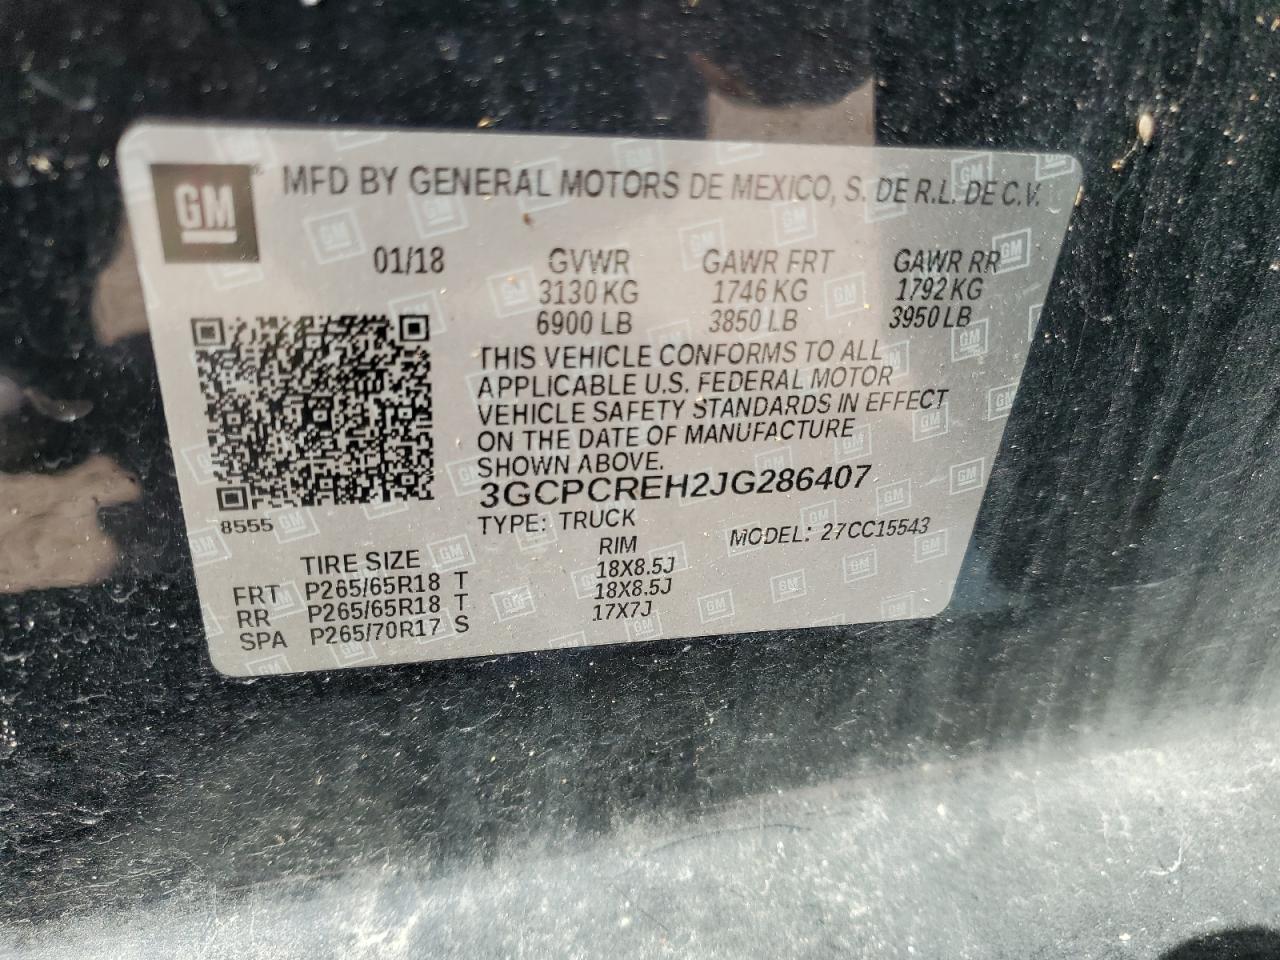 GM MFD BY GENERAL MOTORS DE MEXICO, S. DE R.L. DE C.V.
01/18 GVWR GAWR FRT GAWR RR
3130 KG 1746 KG 1792 KG
6900 LB 3850 LB 3950 LB
THIS VEHICLE CONFORMS TO ALL
APPLICABLE U.S. FEDERAL MOTOR
VEHICLE SAFETY STANDARDS IN EFFECT
ON THE DATE OF MANUFACTURE
SHOWN ABOVE.
3GCPCREH2JG286407
8555 TYPE: TRUCK MODEL: 27CC15543
TIRE SIZE RIM
FRT P265/65R18 T 18X8.5J
RR P265/65R18 T 18X8.5J
SPA P265/70R17 S 17X7J